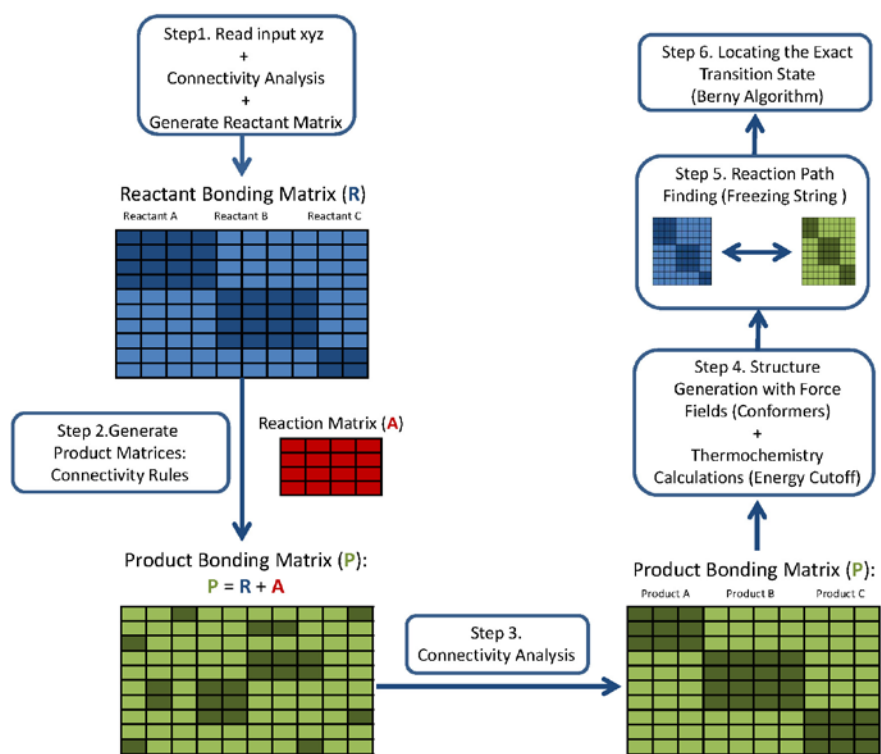 Step1. Read input xyz
+
Connectivity Analysis
+
Generate Reactant Matrix
Reactant Bonding Matrix (R)
Reactant A Reactant B Reactant C
Step 2.Generate
Product Matrices:
Connectivity Rules
Reaction Matrix (A)
Product Bonding Matrix (P):
P = R + A
Step 3.
Connectivity Analysis
Product Bonding Matrix (P):
Product A Product B Product C
Step 4. Structure
Generation with Force
Fields (Conformers)
+
Thermochemistry
Calculations (Energy Cutoff)
Step 5. Reaction Path
Finding (Freezing String )
Step 6. Locating the Exact
Transition State
(Berny Algorithm)